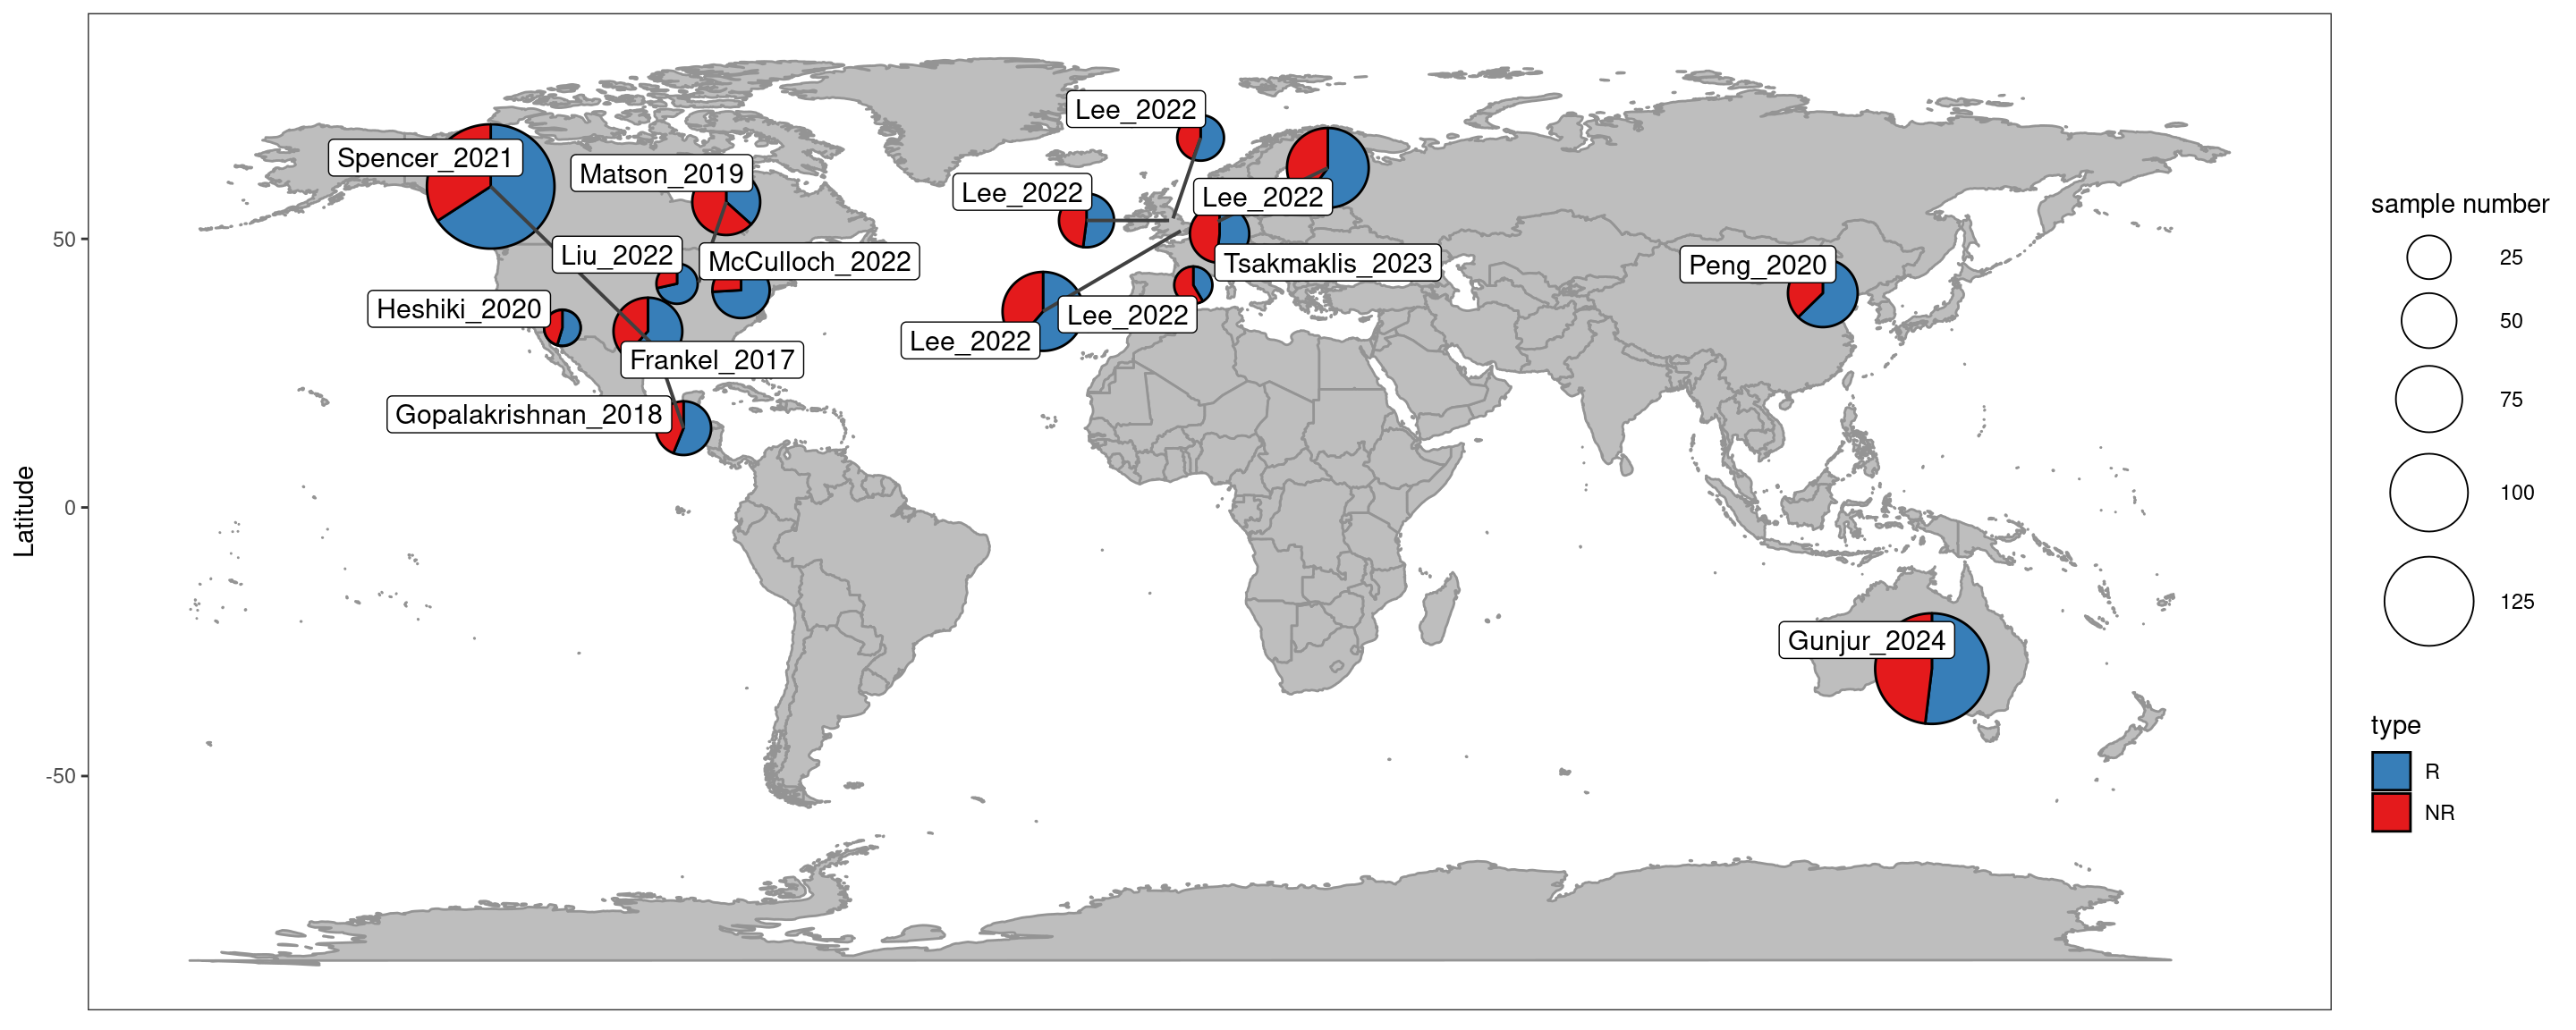 Lee_2022
Spencer_2021
Matson_2019
Lee_2022
Lee_2022
Liu_2022
McCulloch_2022
Tsakmaklis_2023
Peng_2020
Heshiki_2020
Lee_2022
Lee_2022
Frankel_2017
Gopalakrishnan_2018
Gunjur_2024
Latitude
50
0
-50
sample number
25
50
75
100
125
type
R
NR